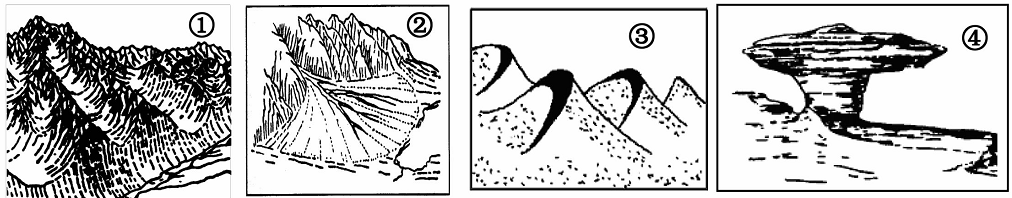 ① ② ③ ④